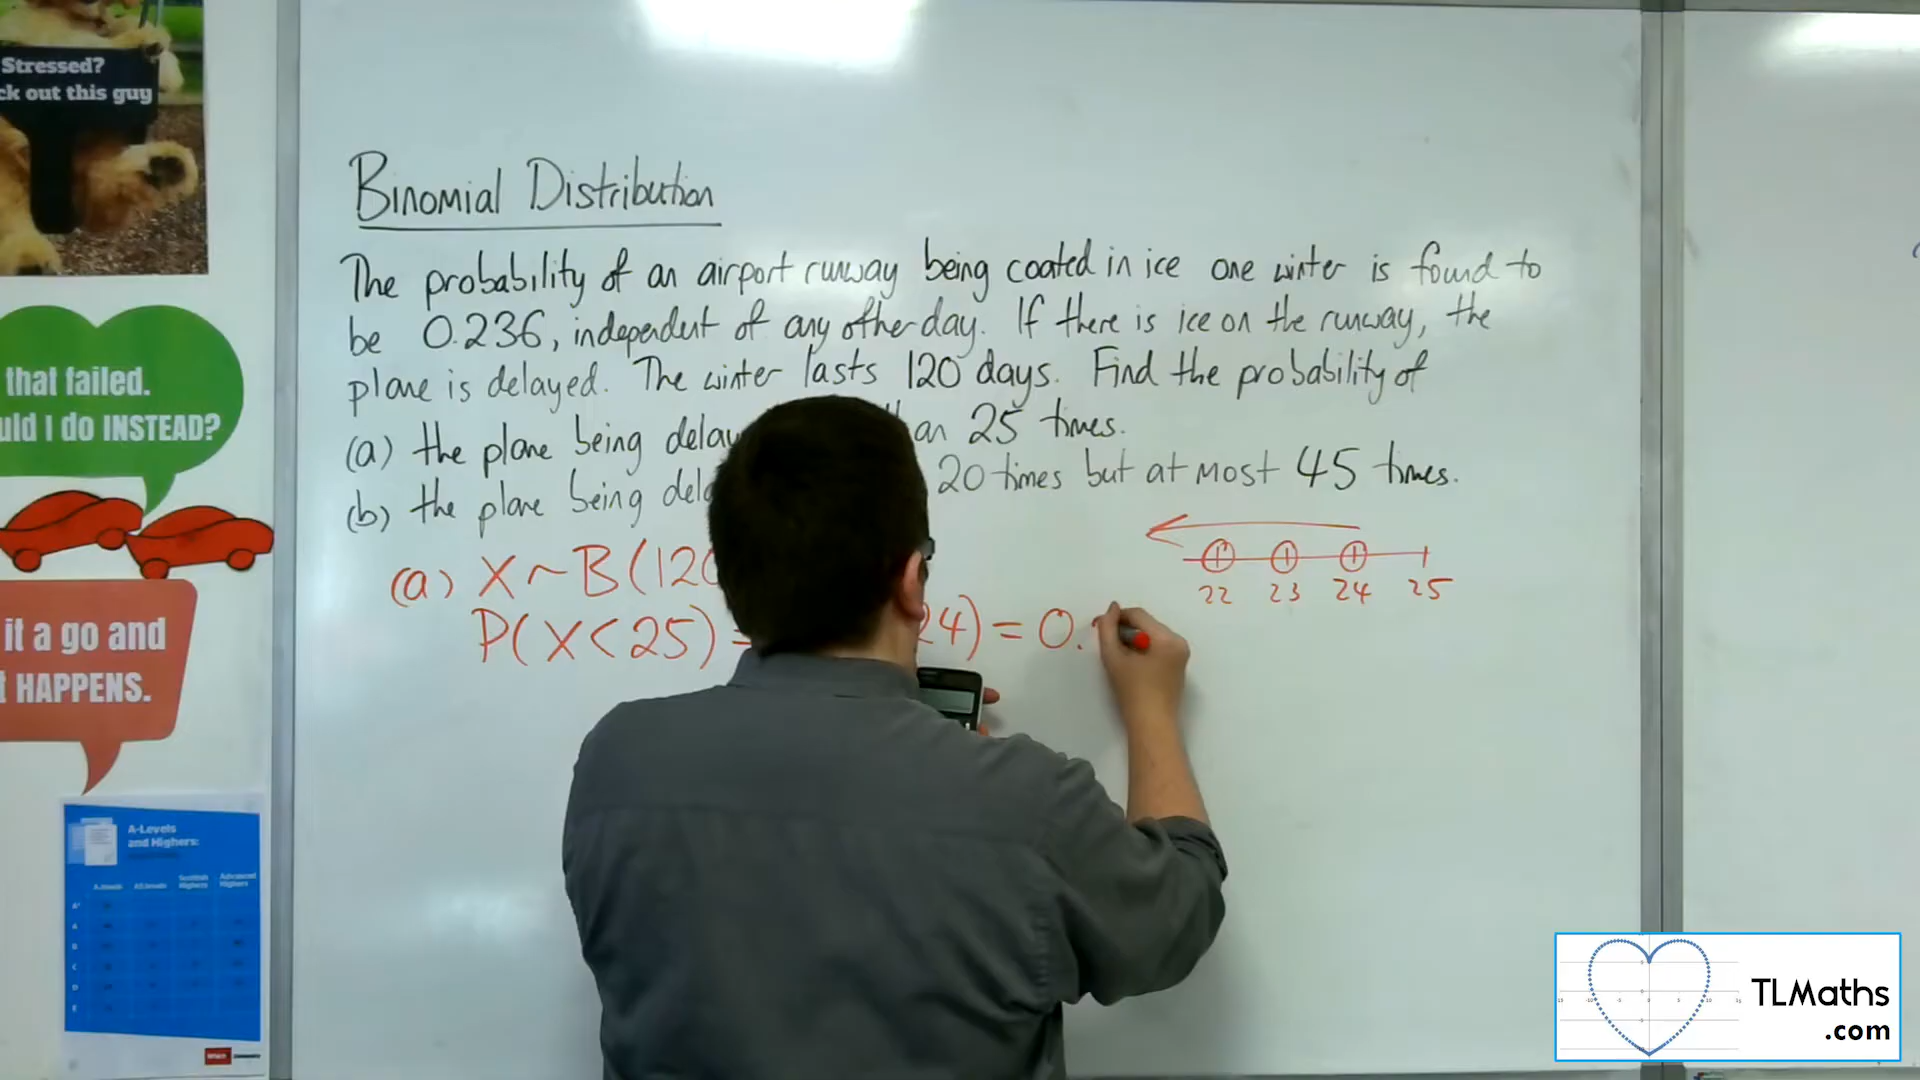 Stressed?
ck out this guy
that failed.
uld I do INSTEAD?
it a go and
HAPPENS.
A-Levels
and Highers:
Binomial Distribution
The probability of an airport runway being coated in ice one winter is found to
be 0.236, independent of any other day. If there is ice on the runway, the
plane is delayed. The winter lasts 120 days. Find the probability of
(a) the plane being delay an 25 times.
(b) the plane being del 20 times but at most 45 times.
(a) X~B(120
22 23 24 25
P(X<25) = 24) = 0.
TLMaths
.com